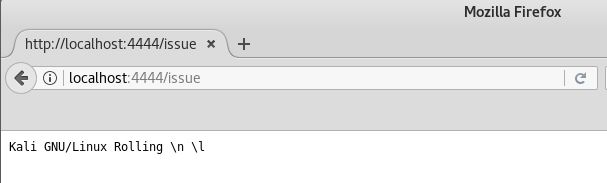 Mozilla Firefox
http://localhost:4444/issue × +
localhost:4444/issue
Kali GNU/Linux Rolling \n \l